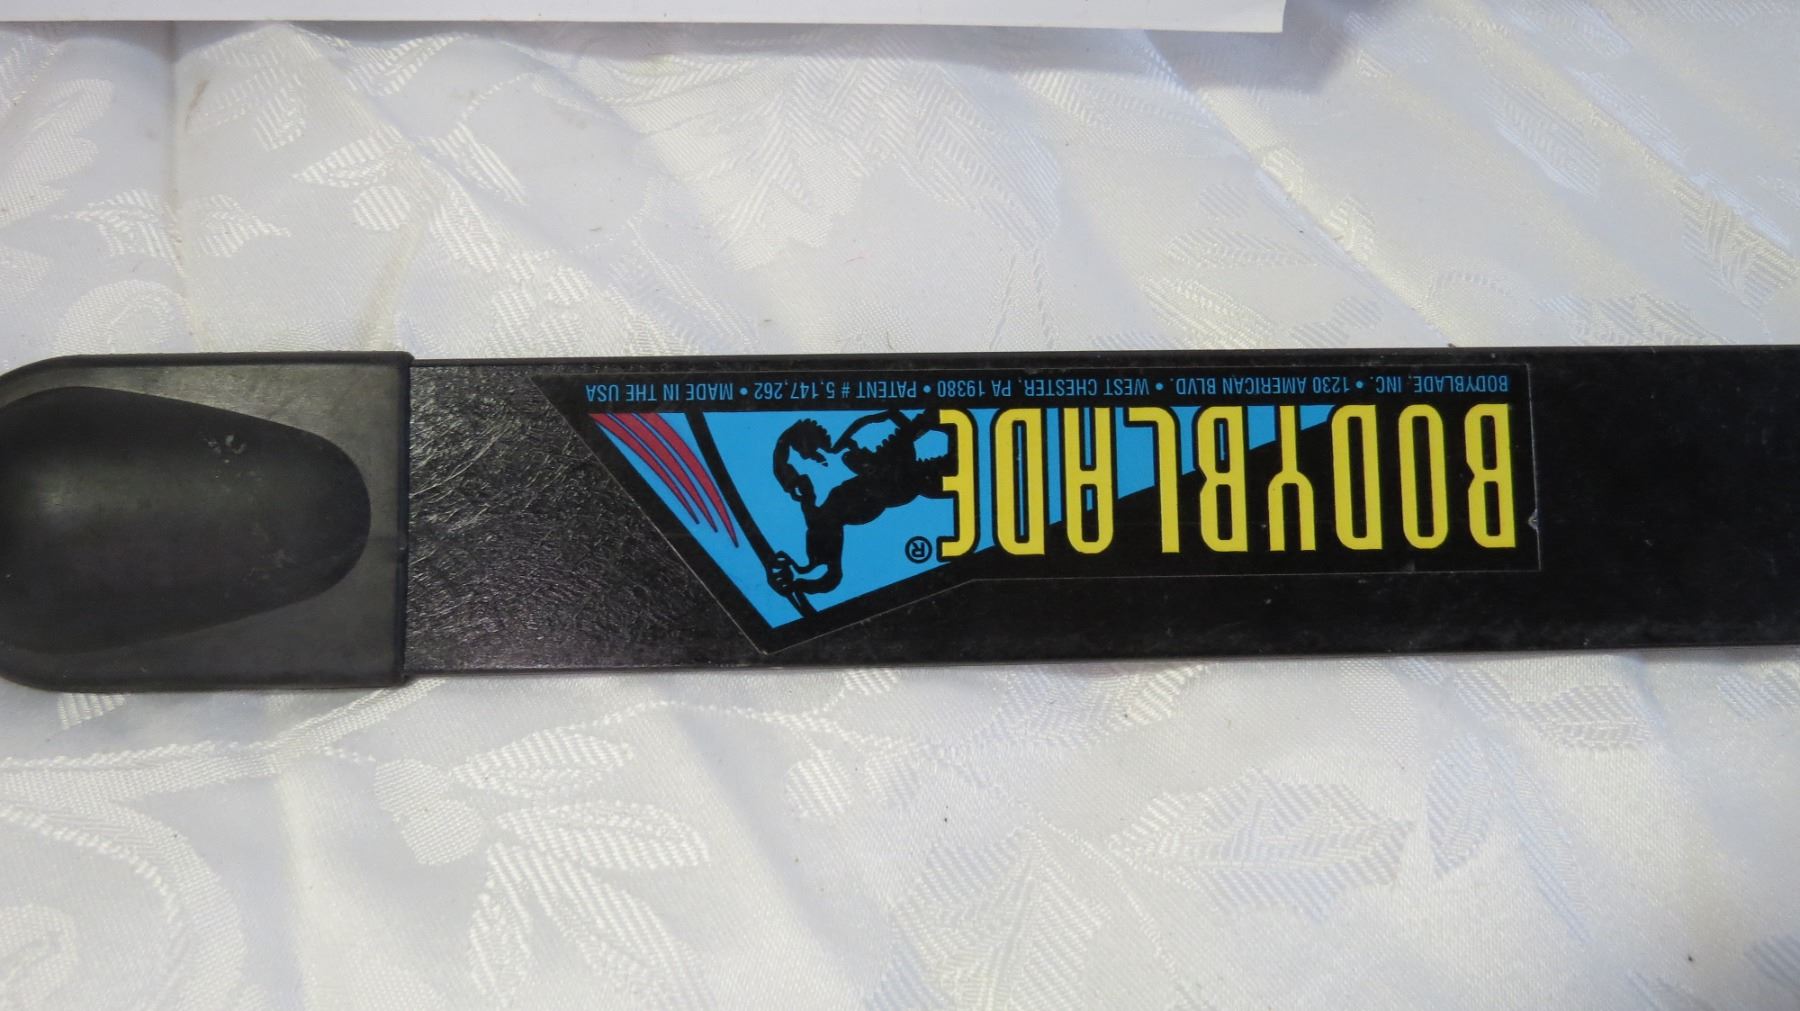 BODYBLADE®
BODYBLADE, INC. • 1230 AMERICAN BLVD. • WEST CHESTER, PA 19380 • PATENT # 5,147,262 • MADE IN THE USA